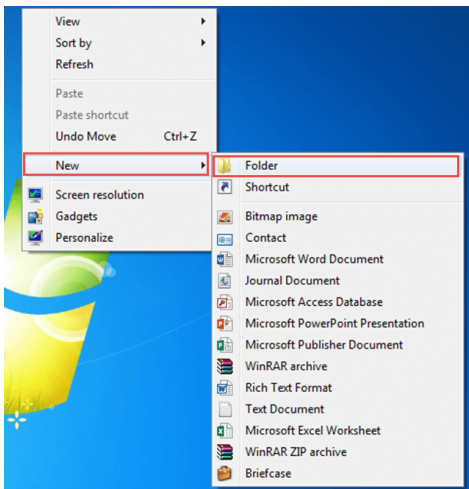 View
Sort by
Refresh
Paste
Paste shortcut
Undo Move Ctrl+Z
New
Screen resolution
Gadgets
Personalize
Folder
Shortcut
Bitmap image
Contact
Microsoft Word Document
Journal Document
Microsoft Access Database
Microsoft PowerPoint Presentation
Microsoft Publisher Document
WinRAR archive
Rich Text Format
Text Document
Microsoft Excel Worksheet
WinRAR ZIP archive
Briefcase